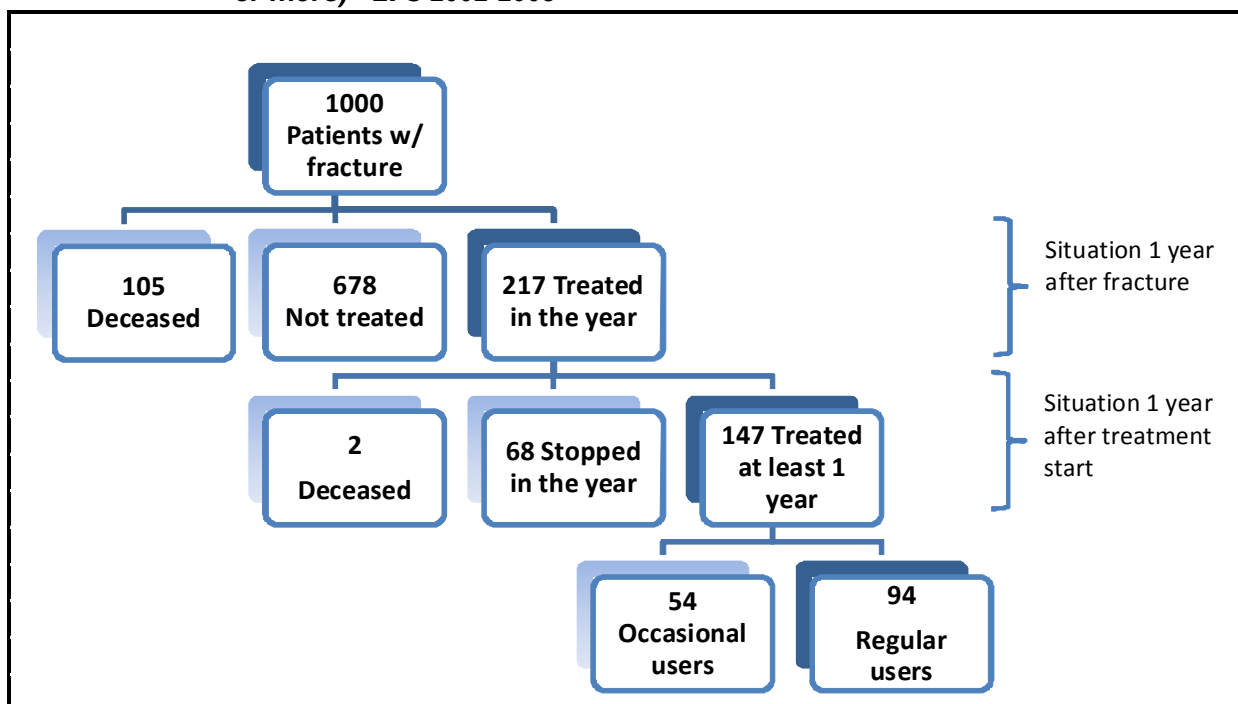 1000
Patients w/
fracture
105
Deceased
678
Not treated
217 Treated
in the year
Situation 1 year
after fracture
2
Deceased
68 Stopped
in the year
147 Treated
at least 1
year
Situation 1 year
after treatment
start
54
Occasional
users
94
Regular
users